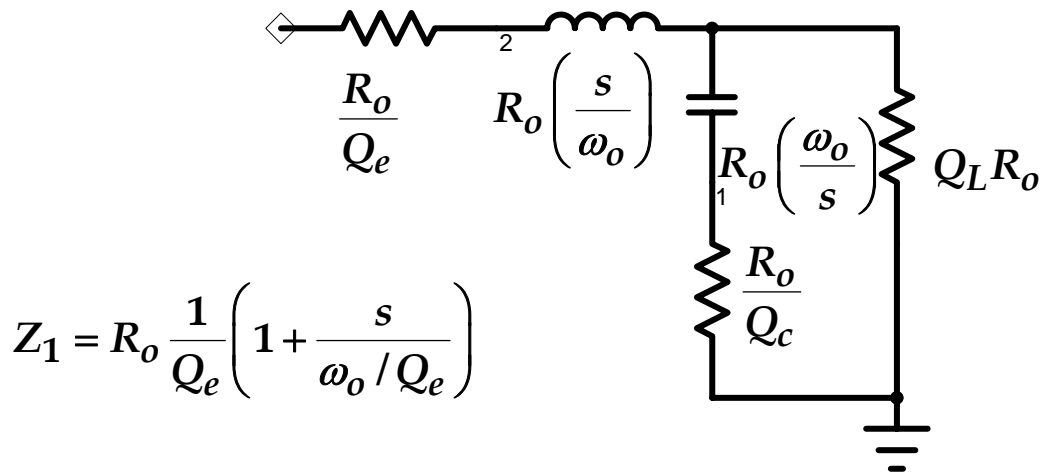 2
R_o / Q_e
R_o ( s / ω_o )
R_o ( ω_o / s )
Q_L R_o
1
R_o / Q_c
Z_1 = R_o 1 / Q_e ( 1 + s / ω_o / Q_e )